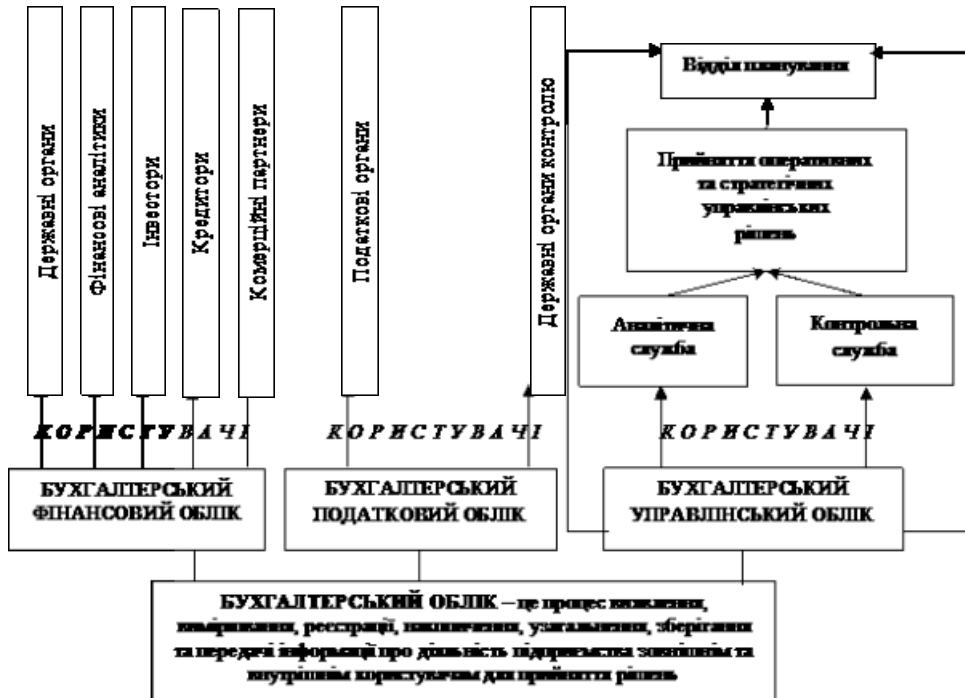 Державні органи
Фінансові аналітики
Інвестори
Кредитори
Комерційні партнери
Податкові органи
Державні органи контролю
Відділ планування
Прийняття оперативних
та стратегічних
управлінських
рішень
Аналітична
служба
Контрольна
служба
КОРИСТУВАЧІ
КОРИСТУВАЧІ
КОРИСТУВАЧІ
БУХГАЛТЕРСЬКИЙ
ФІНАНСОВИЙ ОБЛІК
БУХГАЛТЕРСЬКИЙ
ПОДАТКОВИЙ ОБЛІК
БУХГАЛТЕРСЬКИЙ
УПРАВЛІНСЬКИЙ ОБЛІК
БУХГАЛТЕРСЬКИЙ ОБЛІК – це процес виявлення,
вимірювання, реєстрації, накопичення, узагальнення, зберігання
та передачі інформації про діяльність підприємства зовнішнім та
внутрішнім користувачам для прийняття рішень